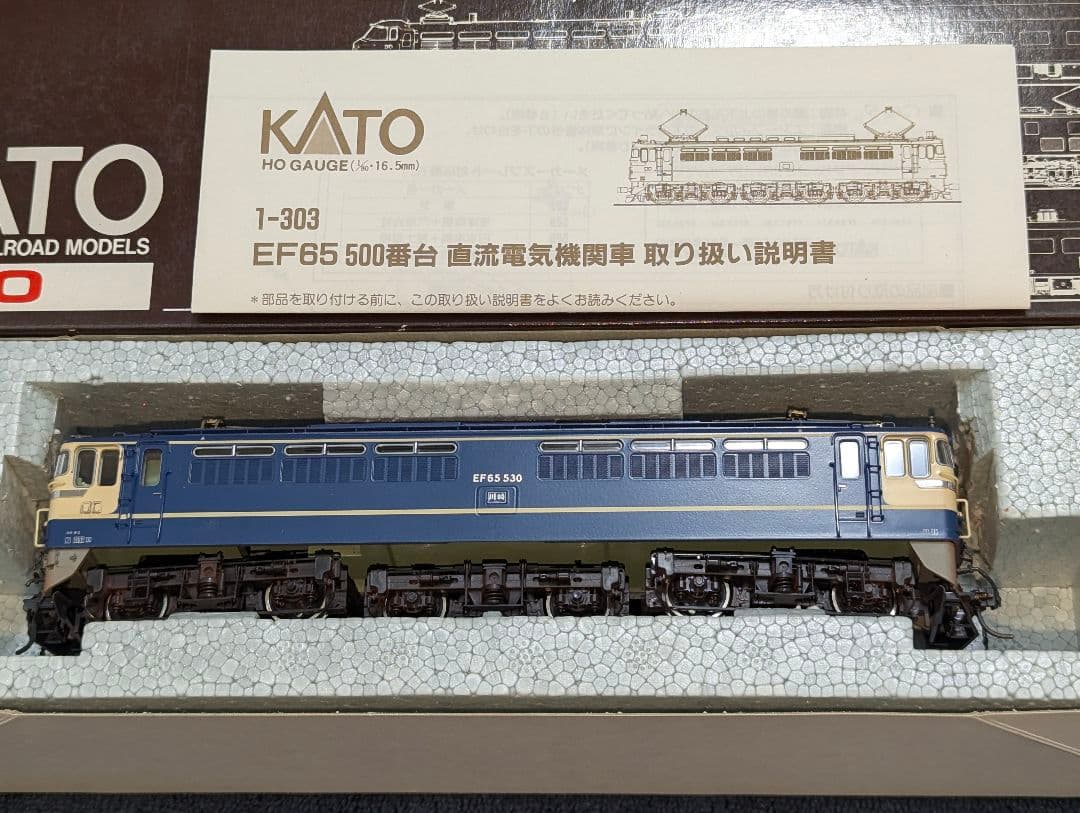 KATO
HO GAUGE(1/80・16.5mm)
1-303
EF65 500番台 直流電気機関車 取り扱い説明書
*部品を取り付ける前に、この取り扱い説明書をよくお読みください。
ATO
LROAD MODELS
O
EF65 530
川崎